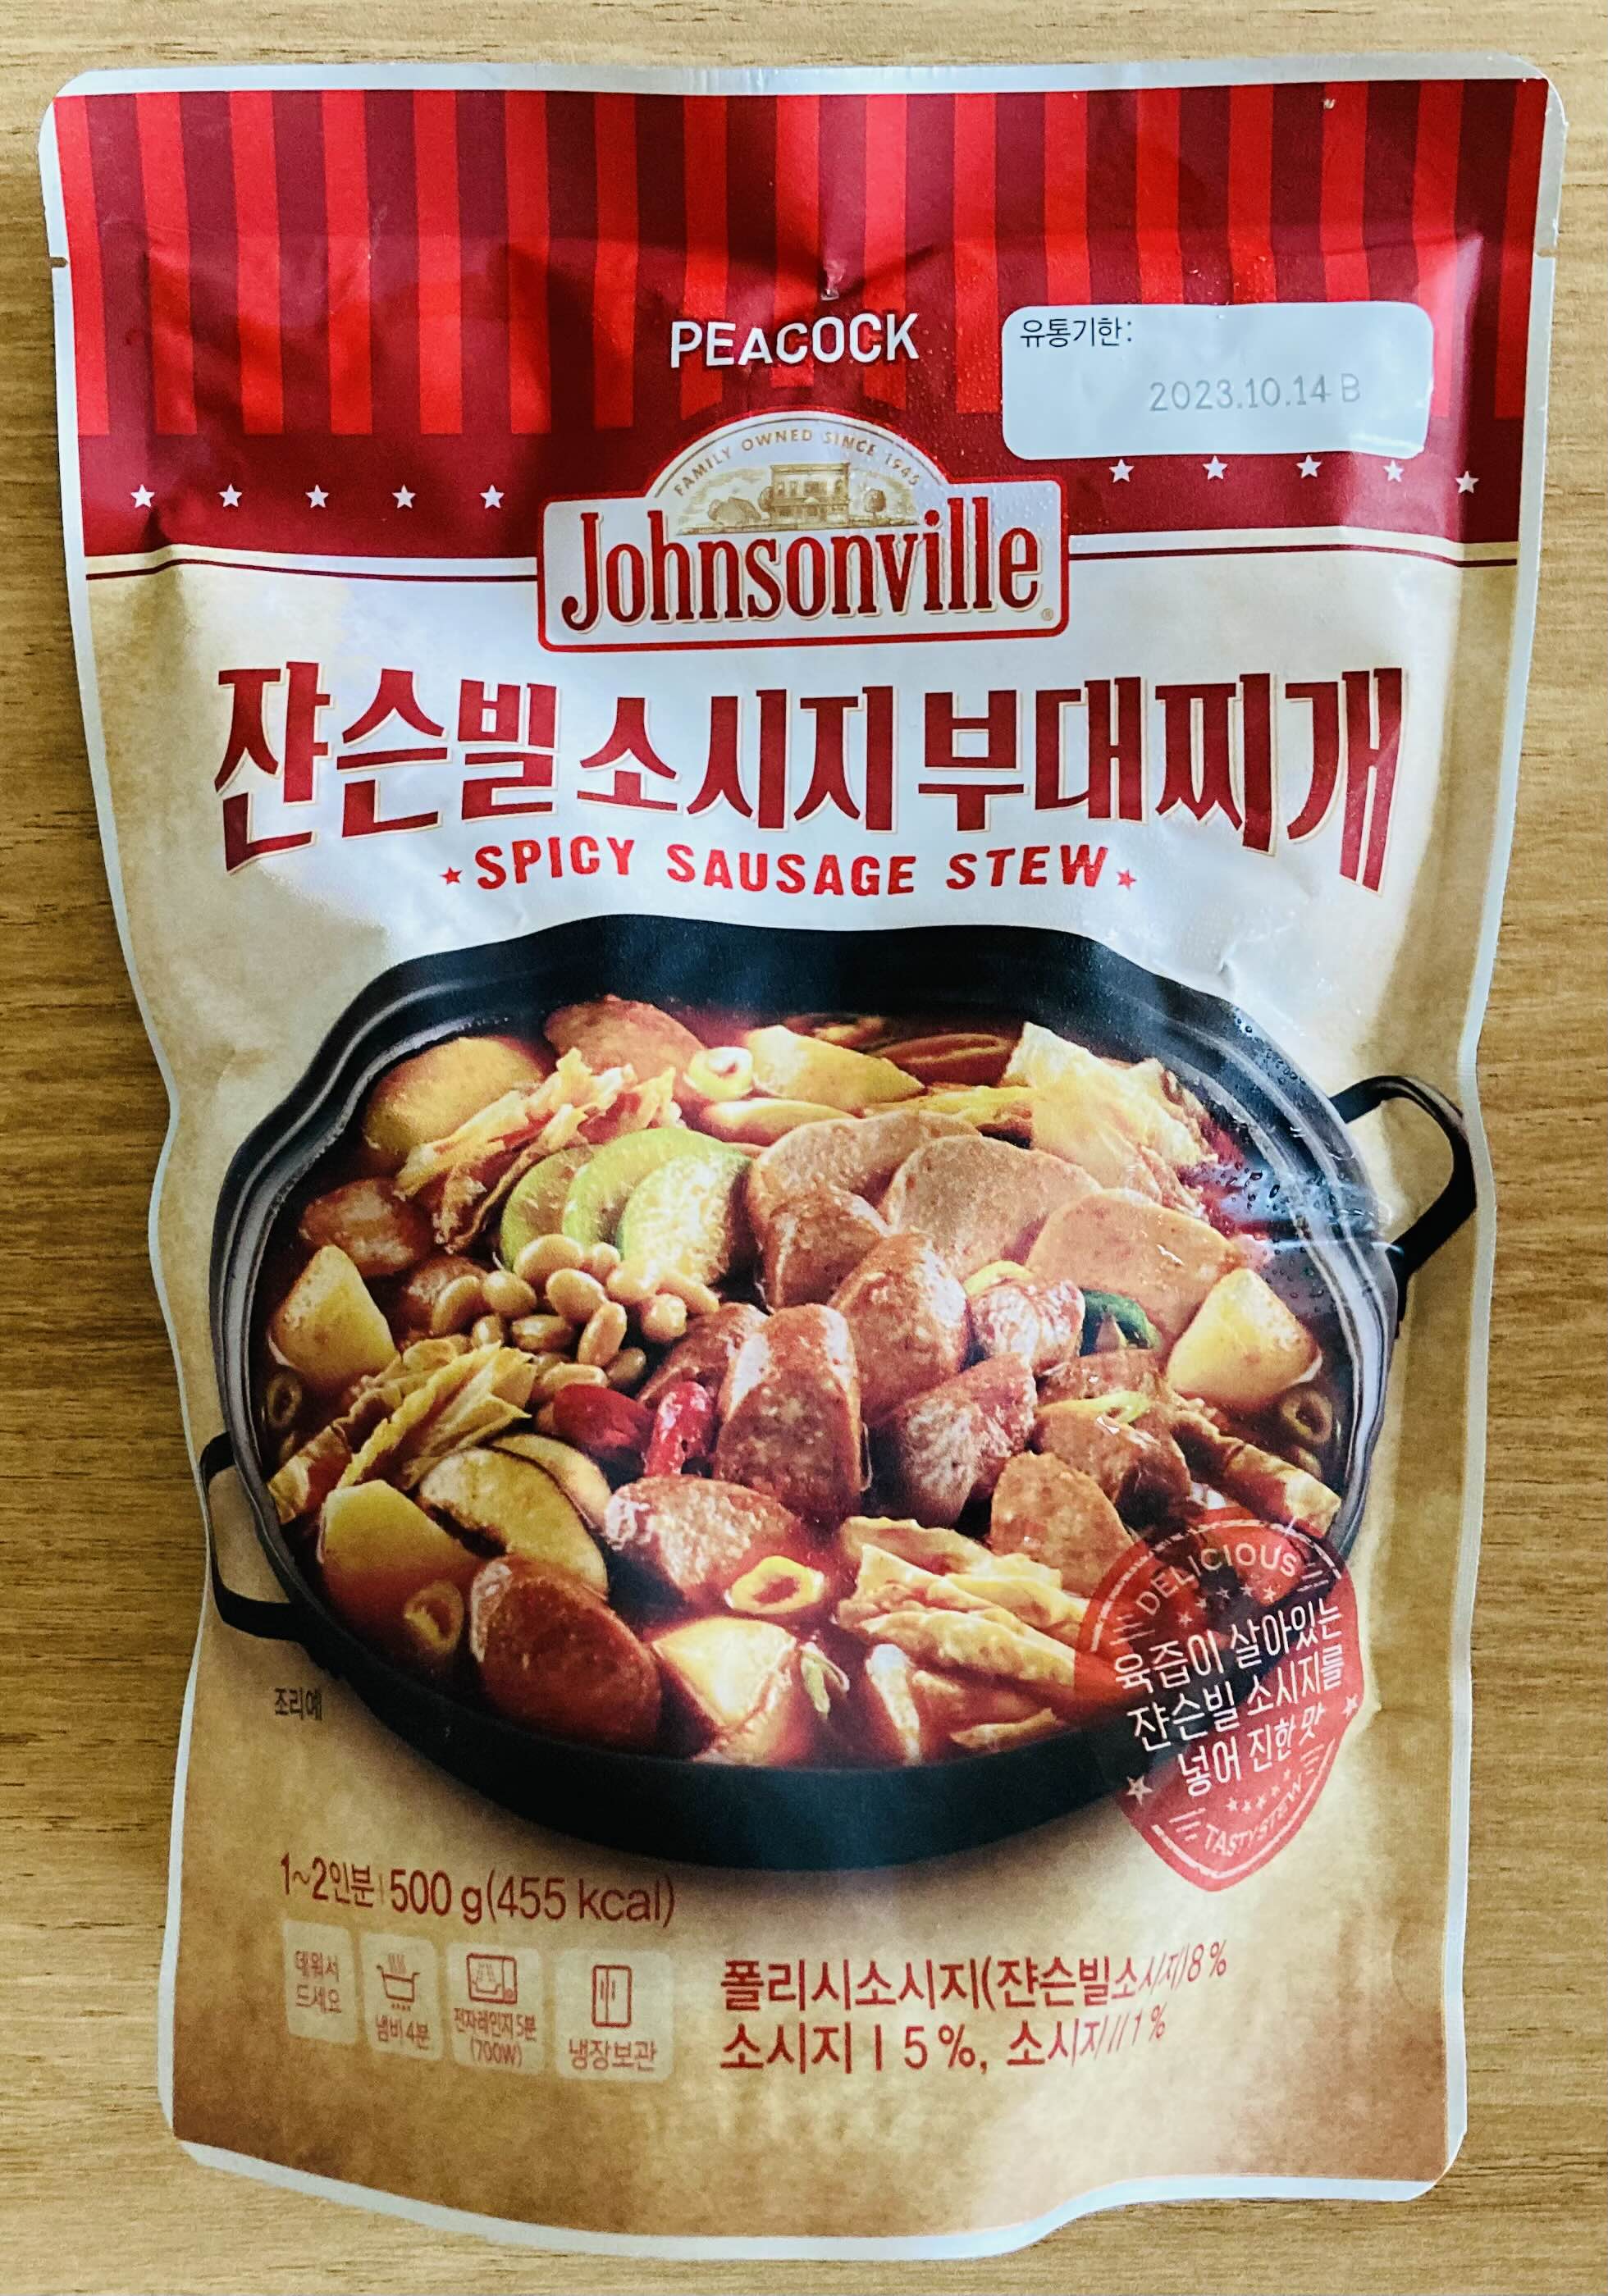 PEACOCK
유통기한:
2023.10.14 B
FAMILY OWNED SINCE 1945
Johnsonville®
쟌슨빌 소시지 부대찌개
SPICY SAUSAGE STEW
DELICIOUS
육즙이 살아있는
쟌슨빌 소시지를
넣어 진한 맛
TASTY STEW
조리예
1~2인분 | 500 g(455 kcal)
데워서
드세요
냄비 4분
전자레인지 5분
(700W)
냉장보관
폴리시소시지(쟌슨빌소시지)8%
소시지 I 5%, 소시지II 1%